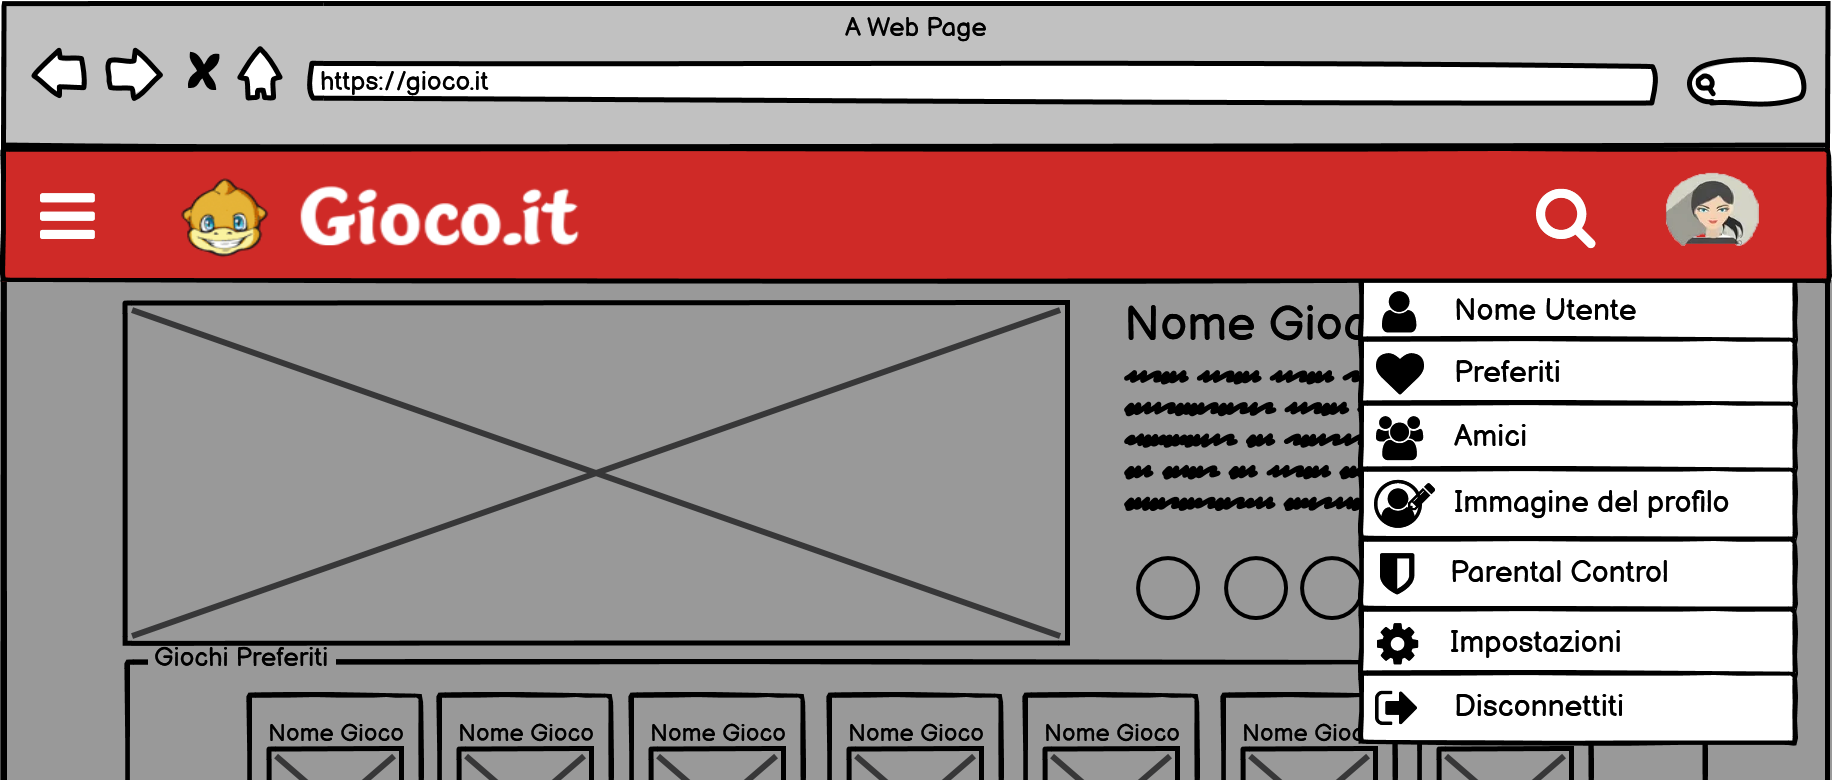 A Web Page
https://gioco.it
Gioco.it
Nome Gioc
Nome Utente
Preferiti
Amici
Immagine del profilo
Parental Control
Impostazioni
Disconnettiti
Giochi Preferiti
Nome Gioco Nome Gioco Nome Gioco Nome Gioco Nome Gioco Nome Gioc